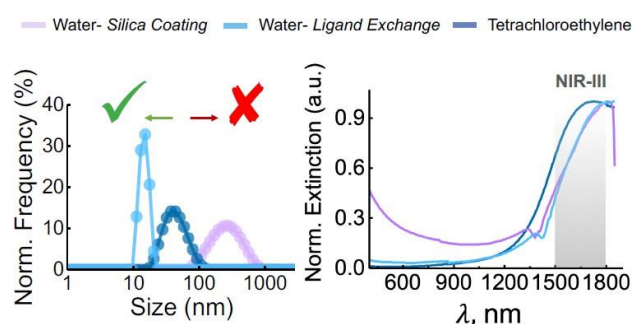 Water- Silica Coating Water- Ligand Exchange Tetrachloroethylene
Norm. Frequency (%)
40
30
20
10
0
1 10 100 1000
Size (nm)
NIR-III
Norm. Extinction (a.u.)
0.9
0.6
0.3
0.0
600 900 1200 1500 1800
λ, nm